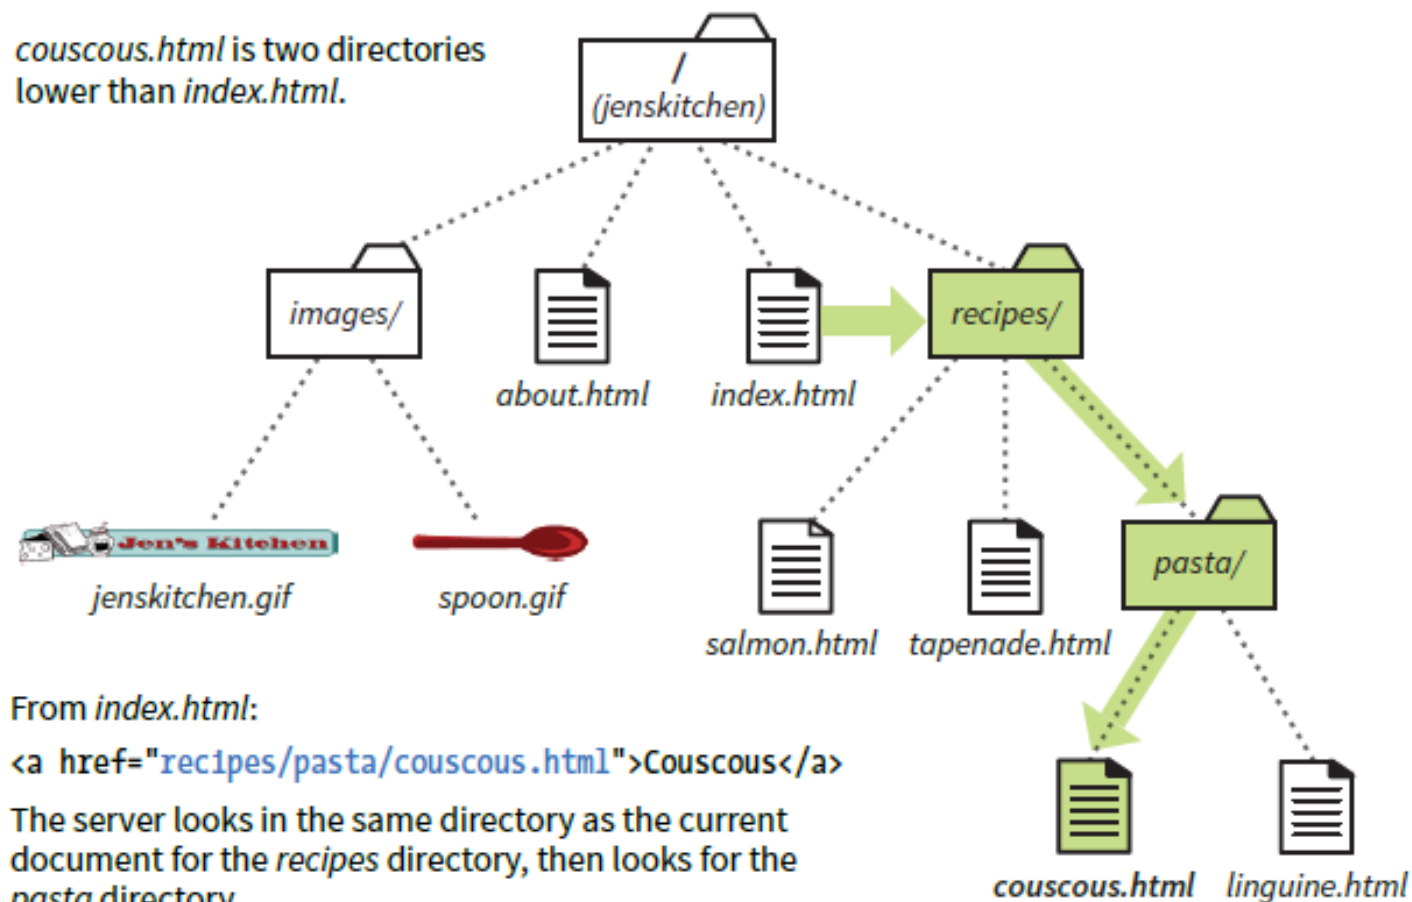 couscous.html is two directories
lower than index.html.
/
(jenskitchen)
images/
about.html
index.html
recipes/
Jen's Kitchen
jenskitchen.gif
spoon.gif
salmon.html
tapenade.html
pasta/
From index.html:
<a href="recipes/pasta/couscous.html">Couscous</a>
The server looks in the same directory as the current
document for the recipes directory, then looks for the
pasta directory
couscous.html
linguine.html